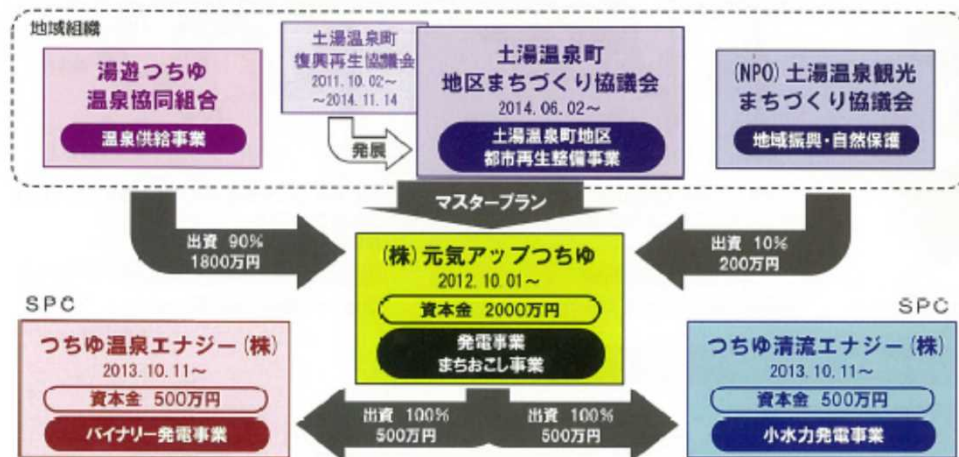 地域組織
湯遊つちゆ
温泉協同組合
温泉供給事業
土湯温泉町
復興再生協議会
2011.10.02～
～2014.11.14
発展
土湯温泉町
地区まちづくり協議会
2014.06.02～
土湯温泉町地区
都市再生整備事業
(NPO)土湯温泉観光
まちづくり協議会
地域振興・自然保護
マスタープラン
出資 90%
1800万円
(株)元気アップつちゆ
2012.10.01～
資本金 2000万円
発電事業
まちおこし事業
出資 10%
200万円
SPC
つちゆ温泉エナジー(株)
2013.10.11～
資本金 500万円
バイナリー発電事業
出資 100%
500万円
出資 100%
500万円
SPC
つちゆ清流エナジー(株)
2013.10.11～
資本金 500万円
小水力発電事業